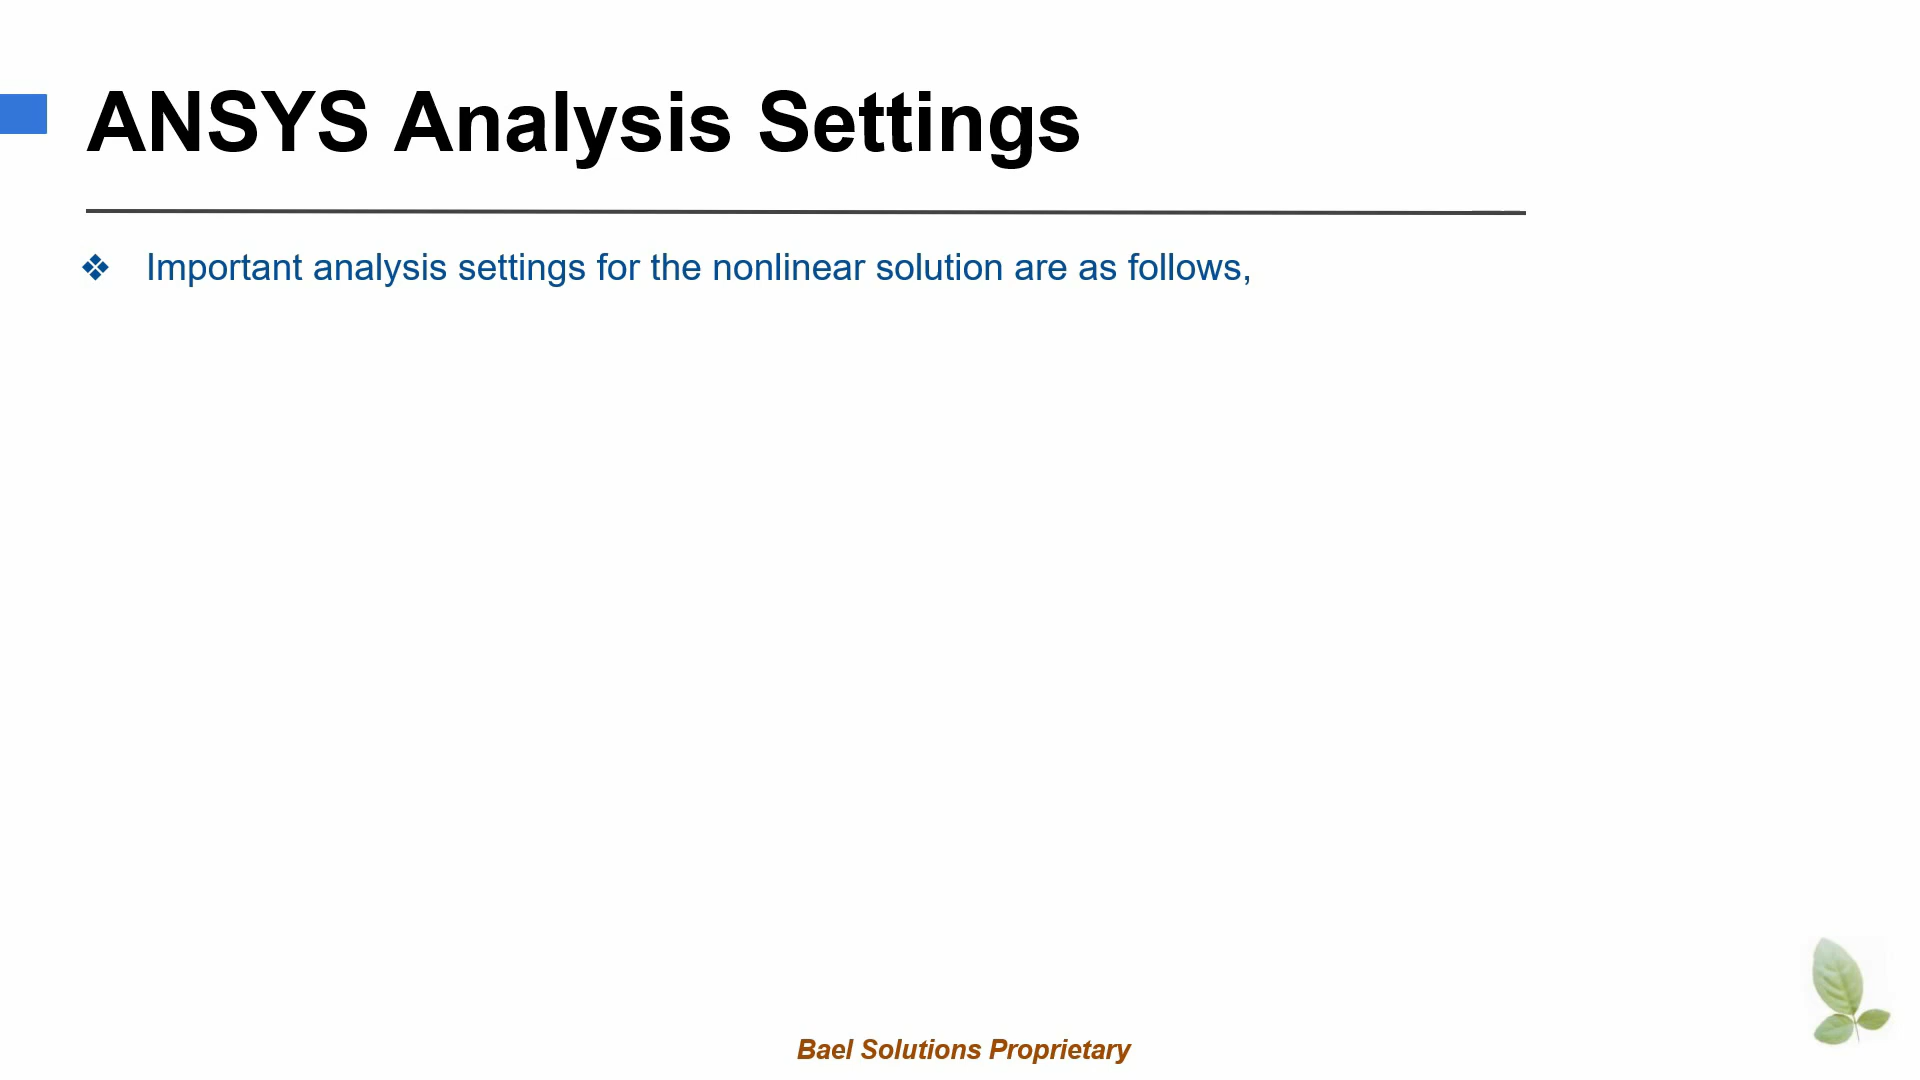 ANSYS Analysis Settings
❖ Important analysis settings for the nonlinear solution are as follows,
Bael Solutions Proprietary